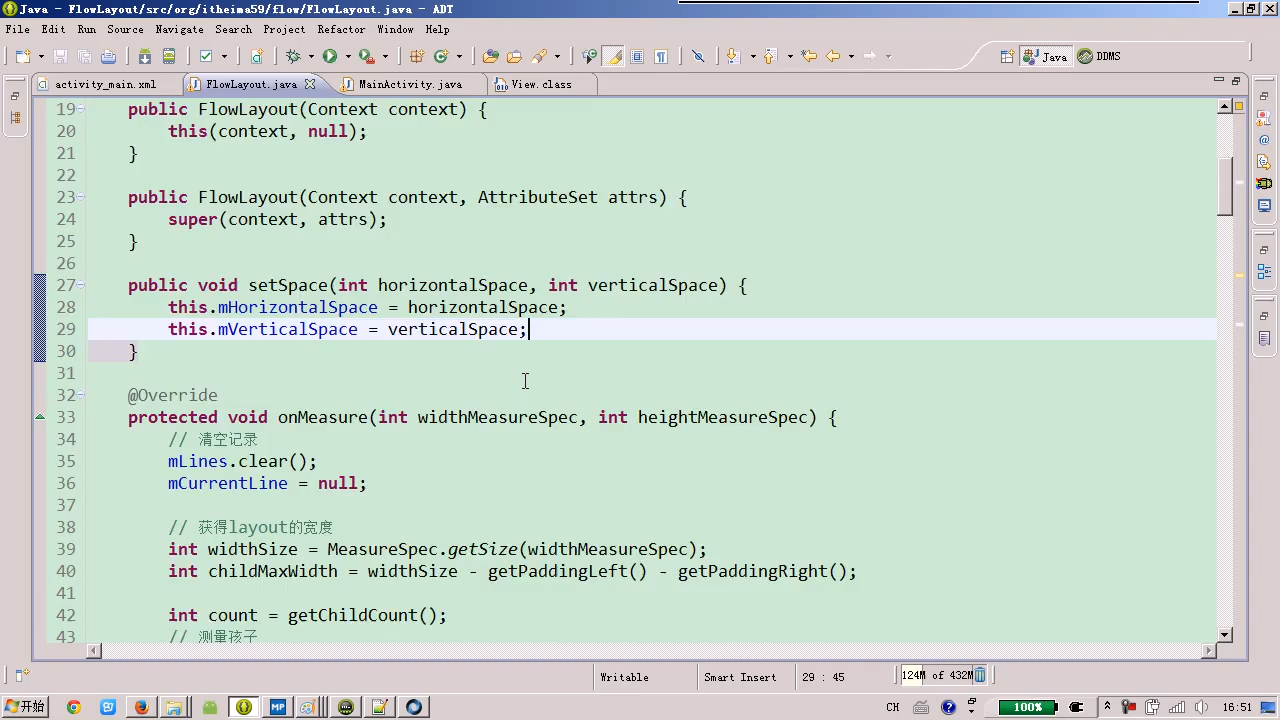 Java - FlowLayout/src/org/itheima59/flow/FlowLayout.java - ADT
File Edit Run Source Navigate Search Project Refactor Window Help
Java DDMS
activity_main.xml FlowLayout.java MainActivity.java View.class
19 public FlowLayout(Context context) {
20 this(context, null);
21 }
22
23 public FlowLayout(Context context, AttributeSet attrs) {
24 super(context, attrs);
25 }
26
27 public void setSpace(int horizontalSpace, int verticalSpace) {
28 this.mHorizontalSpace = horizontalSpace;
29 this.mVerticalSpace = verticalSpace;
30 }
31
32 @Override
33 protected void onMeasure(int widthMeasureSpec, int heightMeasureSpec) {
34 // 清空记录
35 mLines.clear();
36 mCurrentLine = null;
37
38 // 获得layout的宽度
39 int widthSize = MeasureSpec.getSize(widthMeasureSpec);
40 int childMaxWidth = widthSize - getPaddingLeft() - getPaddingRight();
41
42 int count = getChildCount();
43 // 测量孩子
Writable Smart Insert 29 : 45 124M of 432M
开始 MP CH 100% 16:51